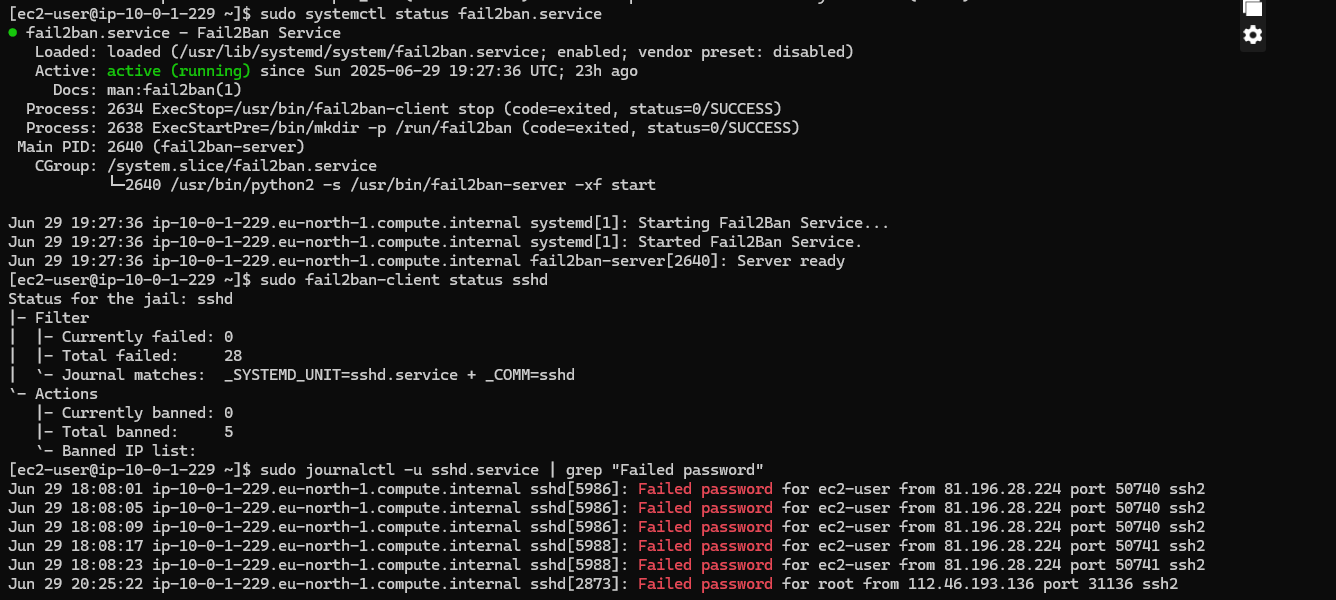 [ec2-user@ip-10-0-1-229 ~]$ sudo systemctl status fail2ban.service
● fail2ban.service - Fail2Ban Service
   Loaded: loaded (/usr/lib/systemd/system/fail2ban.service; enabled; vendor preset: disabled)
   Active: active (running) since Sun 2025-06-29 19:27:36 UTC; 23h ago
     Docs: man:fail2ban(1)
  Process: 2634 ExecStop=/usr/bin/fail2ban-client stop (code=exited, status=0/SUCCESS)
  Process: 2638 ExecStartPre=/bin/mkdir -p /run/fail2ban (code=exited, status=0/SUCCESS)
 Main PID: 2640 (fail2ban-server)
   CGroup: /system.slice/fail2ban.service
           └─2640 /usr/bin/python2 -s /usr/bin/fail2ban-server -xf start

Jun 29 19:27:36 ip-10-0-1-229.eu-north-1.compute.internal systemd[1]: Starting Fail2Ban Service...
Jun 29 19:27:36 ip-10-0-1-229.eu-north-1.compute.internal systemd[1]: Started Fail2Ban Service.
Jun 29 19:27:36 ip-10-0-1-229.eu-north-1.compute.internal fail2ban-server[2640]: Server ready
[ec2-user@ip-10-0-1-229 ~]$ sudo fail2ban-client status sshd
Status for the jail: sshd
|- Filter
|  |- Currently failed: 0
|  |- Total failed:     28
|  `- Journal matches:  _SYSTEMD_UNIT=sshd.service + _COMM=sshd
`- Actions
   |- Currently banned: 0
   |- Total banned:     5
   `- Banned IP list:
[ec2-user@ip-10-0-1-229 ~]$ sudo journalctl -u sshd.service | grep "Failed password"
Jun 29 18:08:01 ip-10-0-1-229.eu-north-1.compute.internal sshd[5986]: Failed password for ec2-user from 81.196.28.224 port 50740 ssh2
Jun 29 18:08:05 ip-10-0-1-229.eu-north-1.compute.internal sshd[5986]: Failed password for ec2-user from 81.196.28.224 port 50740 ssh2
Jun 29 18:08:09 ip-10-0-1-229.eu-north-1.compute.internal sshd[5986]: Failed password for ec2-user from 81.196.28.224 port 50740 ssh2
Jun 29 18:08:17 ip-10-0-1-229.eu-north-1.compute.internal sshd[5988]: Failed password for ec2-user from 81.196.28.224 port 50741 ssh2
Jun 29 18:08:23 ip-10-0-1-229.eu-north-1.compute.internal sshd[5988]: Failed password for ec2-user from 81.196.28.224 port 50741 ssh2
Jun 29 20:25:22 ip-10-0-1-229.eu-north-1.compute.internal sshd[2873]: Failed password for root from 112.46.193.136 port 31136 ssh2